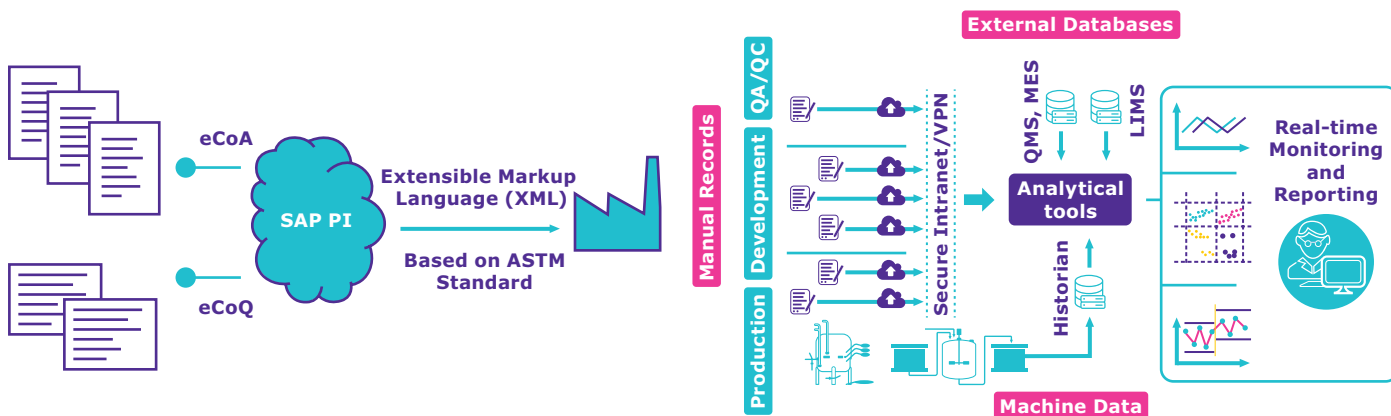 eCoA
SAP PI
eCoQ
Extensible Markup
Language (XML)
Based on ASTM
Standard
Manual Records
QA/QC
Development
Production
Secure Intranet/VPN
External Databases
QMS, MES
LIMS
Analytical
tools
Historian
Machine Data
Real-time
Monitoring
and
Reporting